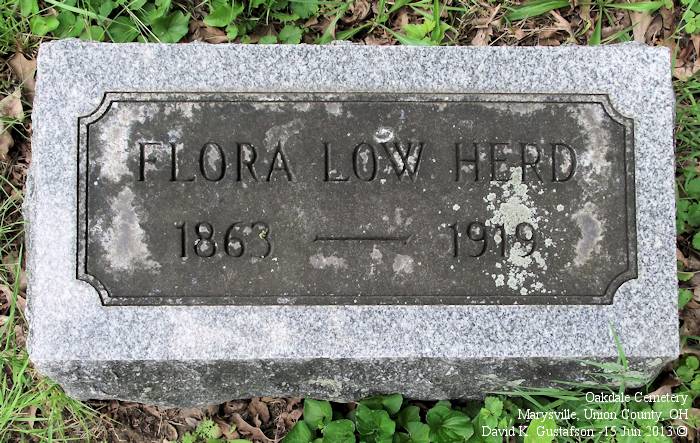 FLORA LOW HERD
1863 — 1919
Oakdale Cemetery
Marysville, Union County, OH
David K. Gustafson -15 Jun 2013 ©